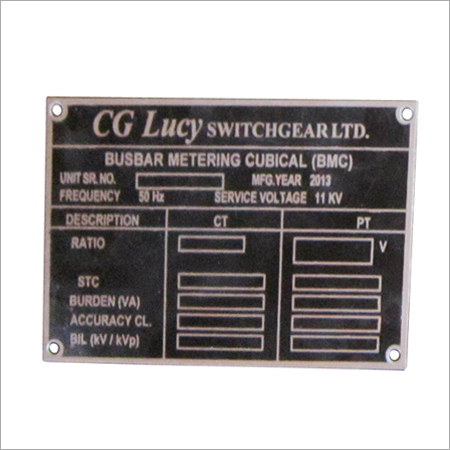 CG Lucy SWITCHGEAR LTD.
BUSBAR METERING CUBICAL (BMC)
UNIT SR. NO. MFG. YEAR 2013
FREQUENCY 50 Hz SERVICE VOLTAGE 11 KV
DESCRIPTION CT PT
RATIO V
STC
BURDEN (VA)
ACCURACY CL.
BIL (kV / kVp)